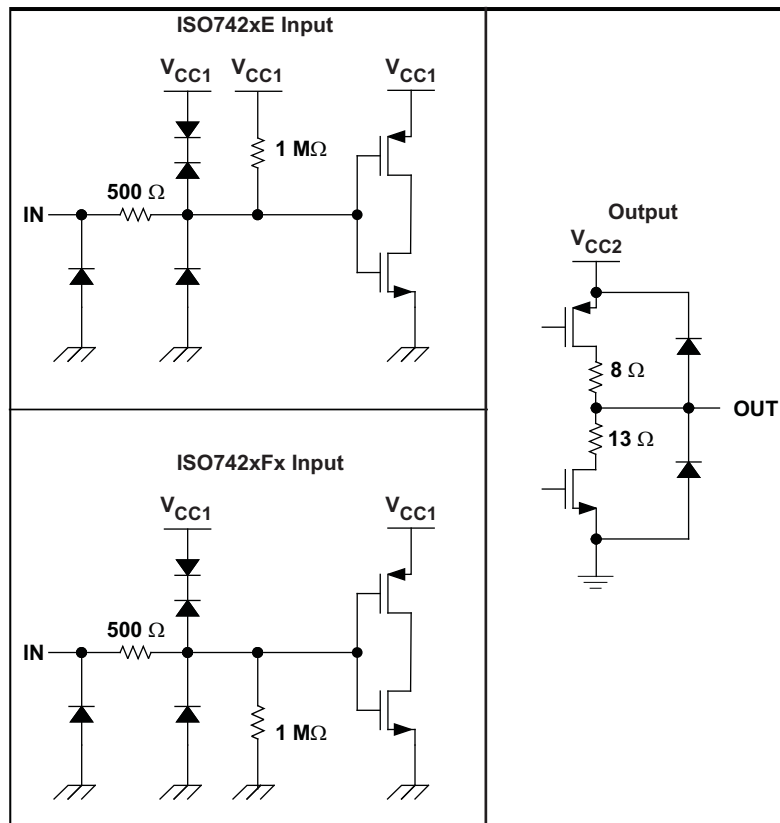 ISO742xE Input
VCC1
VCC1
VCC1
1 MΩ
500 Ω
IN
ISO742xFx Input
VCC1
VCC1
500 Ω
IN
1 MΩ
Output
VCC2
8 Ω
OUT
13 Ω